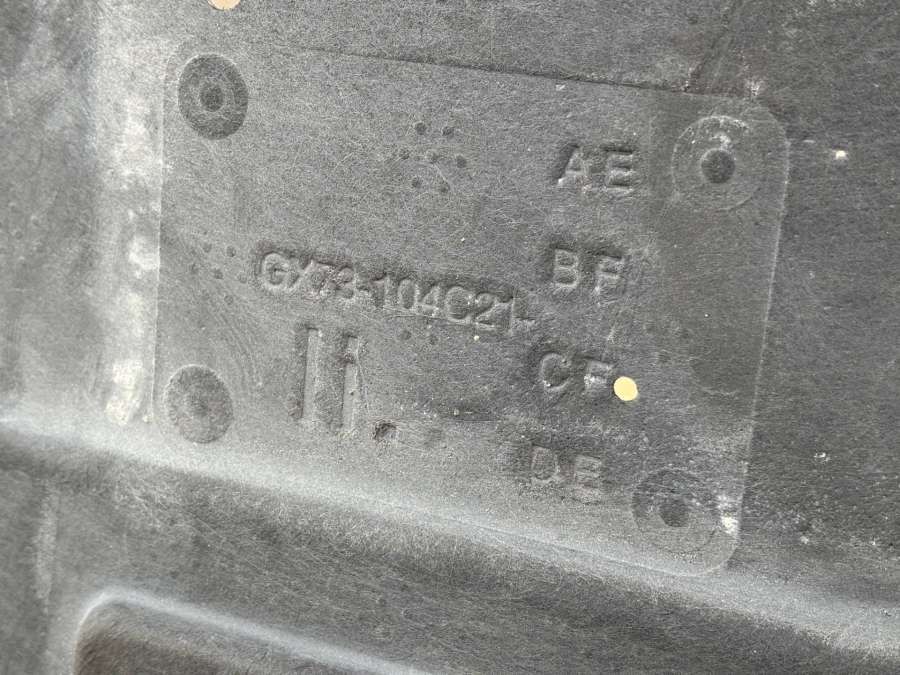 AE
BF
GX73-104C21-
CF
DE